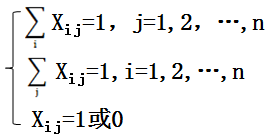 ∑ᵢ Xᵢⱼ=1, j=1,2, …,n
∑ⱼ Xᵢⱼ=1,i=1,2,…,n
Xᵢⱼ=1或0